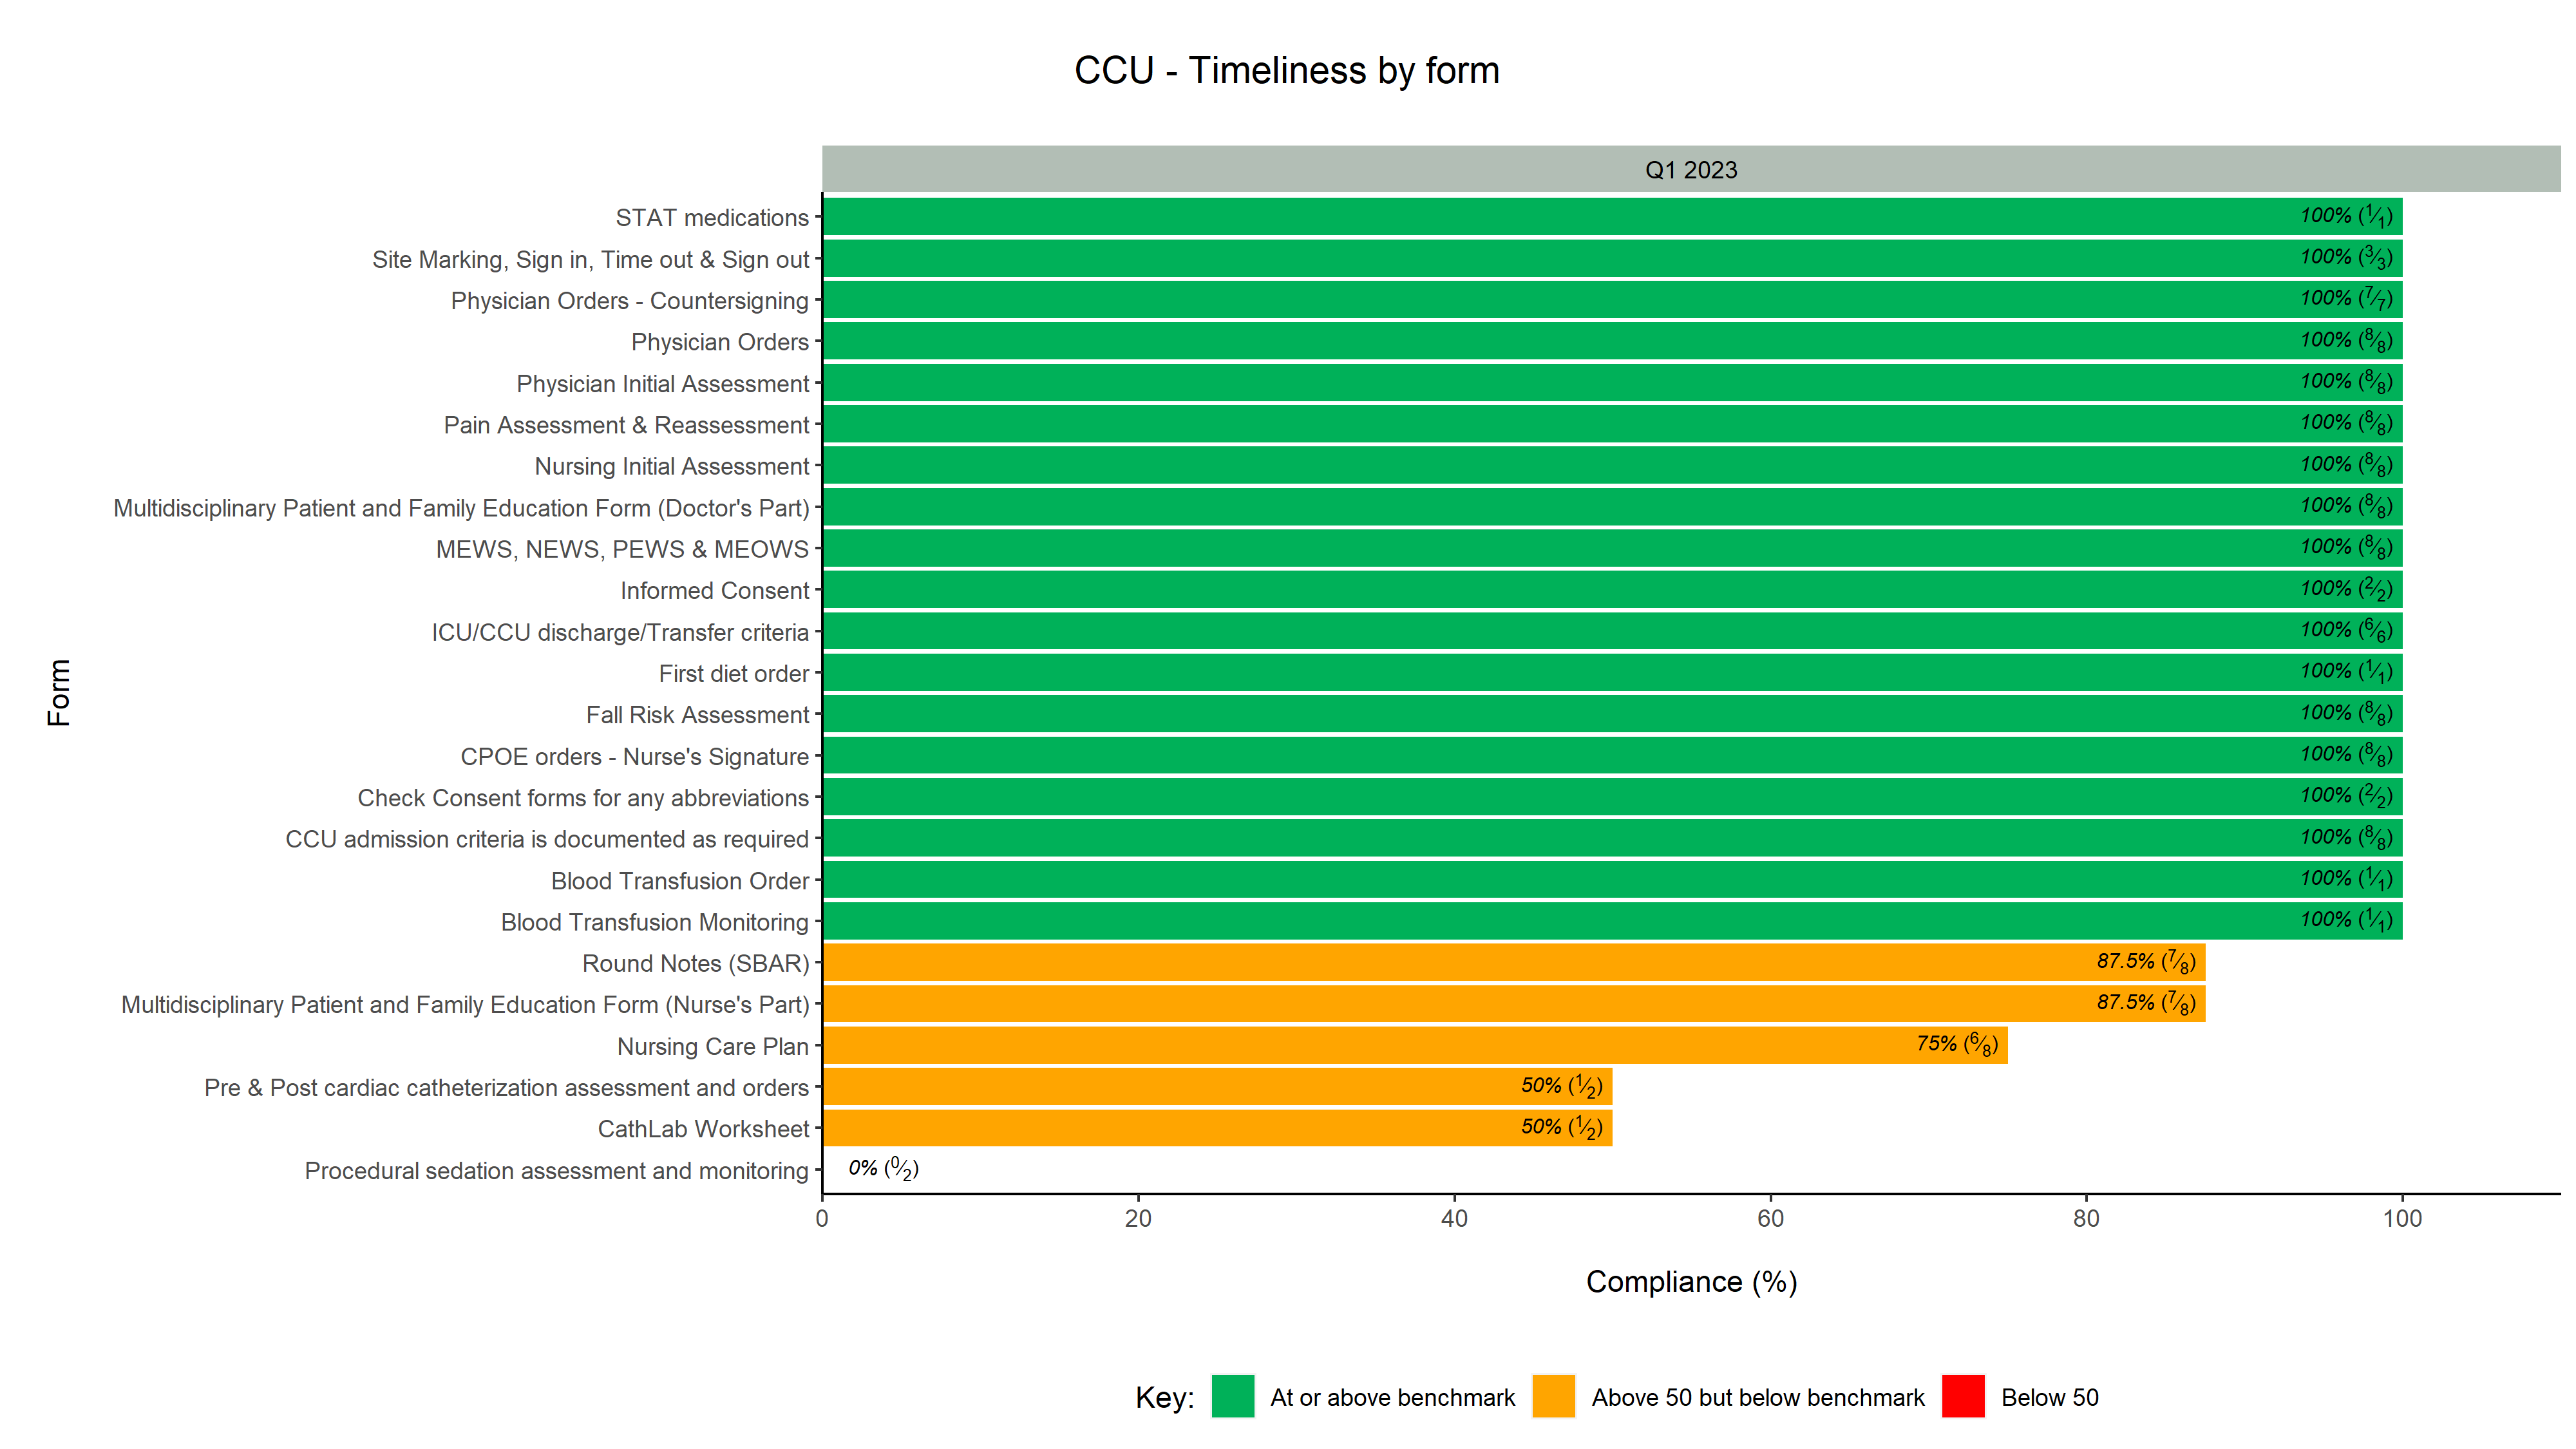 CCU - Timeliness by form
Q1 2023
Form
STAT medications 100% (1/1)
Site Marking, Sign in, Time out & Sign out 100% (3/3)
Physician Orders - Countersigning 100% (7/7)
Physician Orders 100% (8/8)
Physician Initial Assessment 100% (8/8)
Pain Assessment & Reassessment 100% (8/8)
Nursing Initial Assessment 100% (8/8)
Multidisciplinary Patient and Family Education Form (Doctor's Part) 100% (8/8)
MEWS, NEWS, PEWS & MEOWS 100% (8/8)
Informed Consent 100% (2/2)
ICU/CCU discharge/Transfer criteria 100% (6/6)
First diet order 100% (1/1)
Fall Risk Assessment 100% (8/8)
CPOE orders - Nurse's Signature 100% (8/8)
Check Consent forms for any abbreviations 100% (2/2)
CCU admission criteria is documented as required 100% (8/8)
Blood Transfusion Order 100% (1/1)
Blood Transfusion Monitoring 100% (1/1)
Round Notes (SBAR) 87.5% (7/8)
Multidisciplinary Patient and Family Education Form (Nurse's Part) 87.5% (7/8)
Nursing Care Plan 75% (6/8)
Pre & Post cardiac catheterization assessment and orders 50% (1/2)
CathLab Worksheet 50% (1/2)
Procedural sedation assessment and monitoring 0% (0/2)
0 20 40 60 80 100
Compliance (%)
Key: At or above benchmark Above 50 but below benchmark Below 50